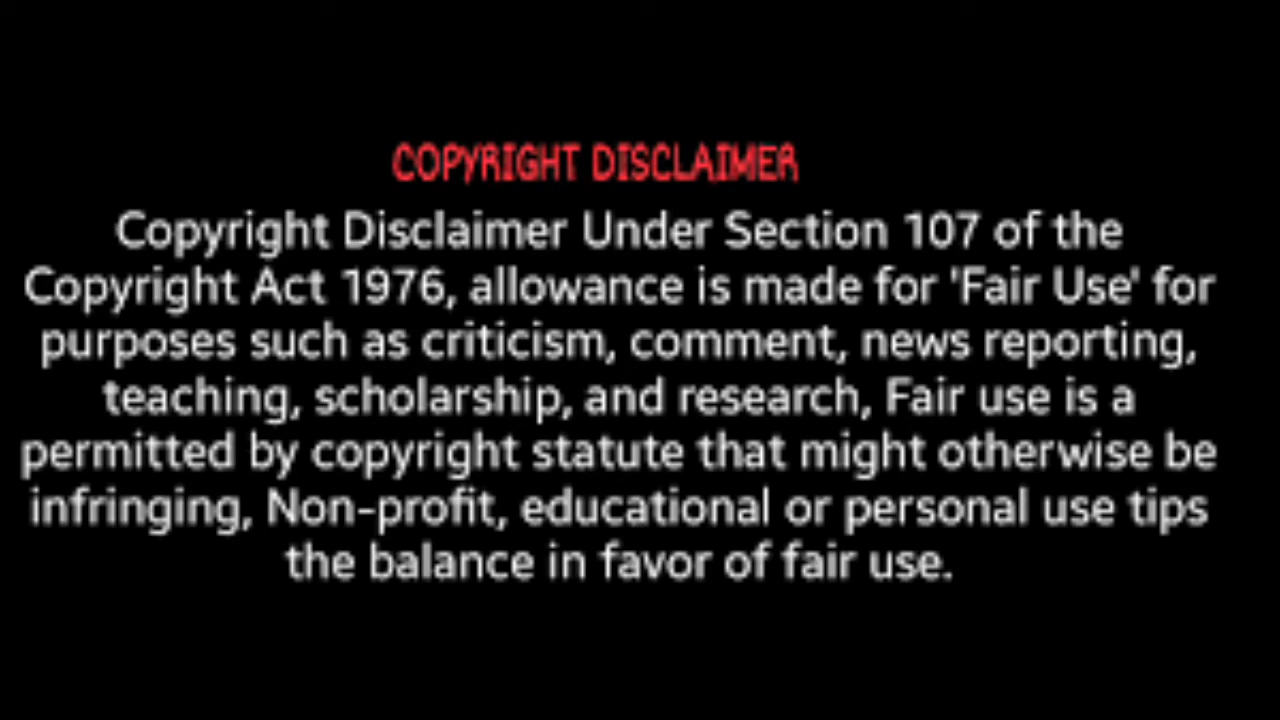 COPYRIGHT DISCLAIMER
Copyright Disclaimer Under Section 107 of the
Copyright Act 1976, allowance is made for 'Fair Use' for
purposes such as criticism, comment, news reporting,
teaching, scholarship, and research, Fair use is a
permitted by copyright statute that might otherwise be
infringing, Non-profit, educational or personal use tips
the balance in favor of fair use.